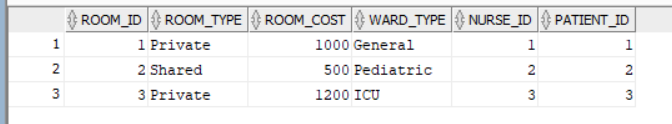 ROOM_ID ROOM_TYPE ROOM_COST WARD_TYPE NURSE_ID PATIENT_ID
1 1 Private 1000 General 1 1
2 2 Shared 500 Pediatric 2 2
3 3 Private 1200 ICU 3 3